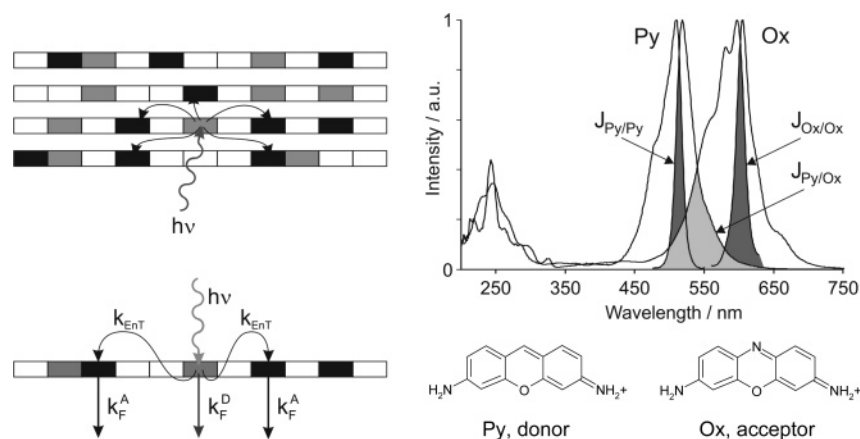 hν
hν
k_EnT
k_EnT
k_F^A
k_F^D
k_F^A
Intensity / a.u.
1
0
Py
Ox
J_Py/Py
J_Ox/Ox
J_Py/Ox
250
350
450
550
650
750
Wavelength / nm
H₂N
O
NH₂⁺
Py, donor
N
H₂N
O
NH₂⁺
Ox, acceptor